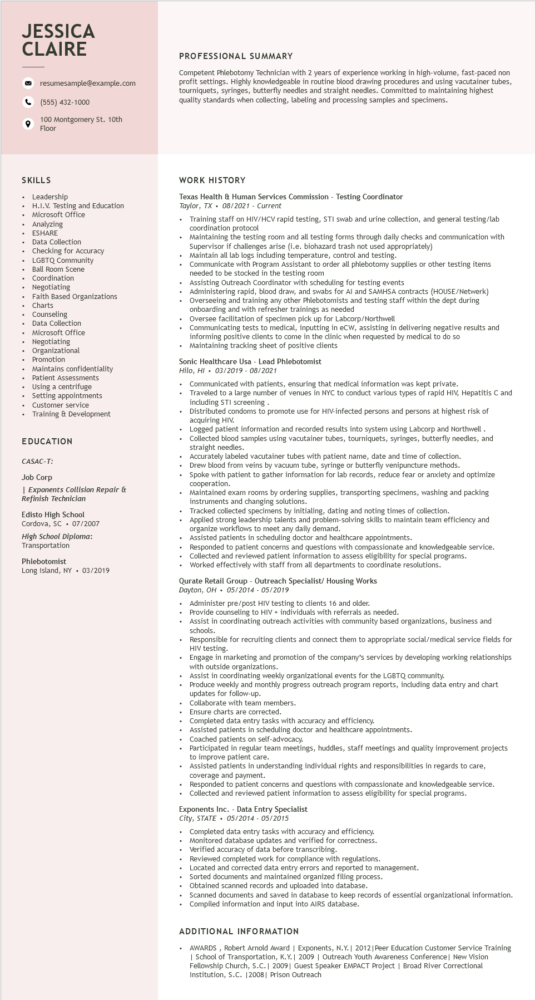 JESSICA
CLAIRE
resumesample@example.com
(555) 432-1000
100 Montgomery St. 10th
Floor
PROFESSIONAL SUMMARY
Competent Phlebotomy Technician with 2 years of experience working in high-volume, fast-paced non
profit settings. Highly knowledgeable in routine blood drawing procedures and using vacutainer tubes,
tourniquets, syringes, butterfly needles and straight needles. Committed to maintaining highest
quality standards when collecting, labeling and processing samples and specimens.
SKILLS
• Leadership
• H.I.V. Testing and Education
• Microsoft Office
• Analyzing
• ESHARE
• Data Collection
• Checking for Accuracy
• LGBTQ Community
• Ball Room Scene
• Coordination
• Negotiating
• Faith Based Organizations
• Charts
• Counseling
• Data Collection
• Microsoft Office
• Negotiating
• Organizational
• Promotion
• Maintains confidentiality
• Patient Assessments
• Using a centrifuge
• Setting appointments
• Customer service
• Training & Development
EDUCATION
CASAC-T:
Job Corp
| Exponents Collision Repair &
Refinish Technician
Edisto High School
Cordova, SC • 07/2007
High School Diploma:
Transportation
Phlebotomist
Long Island, NY • 03/2019
WORK HISTORY
Texas Health & Human Services Commission - Testing Coordinator
Taylor, TX • 08/2021 - Current
• Training staff on HIV/HCV rapid testing, STI swab and urine collection, and general testing/lab
coordination protocol
• Maintaining the testing room and all testing forms through daily checks and communication with
Supervisor if challenges arise (i.e. biohazard trash not used appropriately)
• Maintain all lab logs including temperature, control and testing.
• Communicate with Program Assistant to order all phlebotomy supplies or other testing items
needed to be stocked in the testing room
• Assisting Outreach Coordinator with scheduling for testing events
• Administering rapid, blood draw, and swabs for AI and SAMHSA contracts (HOUSE/Netwerk)
• Overseeing and training any other Phlebotomists and testing staff within the dept during
onboarding and with refresher trainings as needed
• Oversee facilitation of specimen pick up for Labcorp/Northwell
• Communicating tests to medical, inputting in eCW, assisting in delivering negative results and
informing positive clients to come in the clinic when requested by medical to do so
• Maintaining tracking sheet of positive clients
Sonic Healthcare Usa - Lead Phlebotomist
Hilo, HI • 03/2019 - 08/2021
• Communicated with patients, ensuring that medical information was kept private.
• Traveled to a large number of venues in NYC to conduct various types of rapid HIV, Hepatitis C and
including STI screening .
• Distributed condoms to promote use for HIV-infected persons and persons at highest risk of
acquiring HIV.
• Logged patient information and recorded results into system using Labcorp and Northwell .
• Collected blood samples using vacutainer tubes, tourniquets, syringes, butterfly needles, and
straight needles.
• Accurately labeled vacutainer tubes with patient name, date and time of collection.
• Drew blood from veins by vacuum tube, syringe or butterfly venipuncture methods.
• Spoke with patient to gather information for lab records, reduce fear or anxiety and optimize
cooperation.
• Maintained exam rooms by ordering supplies, transporting specimens, washing and packing
instruments and changing solutions.
• Tracked collected specimens by initialing, dating and noting times of collection.
• Applied strong leadership talents and problem-solving skills to maintain team efficiency and
organize workflows to meet any daily demand.
• Assisted patients in scheduling doctor and healthcare appointments.
• Responded to patient concerns and questions with compassionate and knowledgeable service.
• Collected and reviewed patient information to assess eligibility for special programs.
• Worked effectively with staff from all departments to coordinate resolutions.
Qurate Retail Group - Outreach Specialist/ Housing Works
Dayton, OH • 05/2014 - 05/2019
• Administer pre/post HIV testing to clients 16 and older.
• Provide counseling to HIV + individuals with referrals as needed.
• Assist in coordinating outreach activities with community based organizations, business and
schools.
• Responsible for recruiting clients and connect them to appropriate social/medical service fields for
HIV testing.
• Engage in marketing and promotion of the company’s services by developing working relationships
with outside organizations.
• Assist in coordinating weekly organizational events for the LGBTQ community.
• Produce weekly and monthly progress outreach program reports, including data entry and chart
updates for follow-up.
• Collaborate with team members.
• Ensure charts are corrected.
• Completed data entry tasks with accuracy and efficiency.
• Assisted patients in scheduling doctor and healthcare appointments.
• Coached patients on self-advocacy.
• Participated in regular team meetings, huddles, staff meetings and quality improvement projects
to improve patient care.
• Assisted patients in understanding individual rights and responsibilities in regards to care,
coverage and payment.
• Responded to patient concerns and questions with compassionate and knowledgeable service.
• Collected and reviewed patient information to assess eligibility for special programs.
Exponents Inc. - Data Entry Specialist
City, STATE • 05/2014 - 05/2015
• Completed data entry tasks with accuracy and efficiency.
• Monitored database updates and verified for correctness.
• Verified accuracy of data before transcribing.
• Reviewed completed work for compliance with regulations.
• Located and corrected data entry errors and reported to management.
• Sorted documents and maintained organized filing process.
• Obtained scanned records and uploaded into database.
• Scanned documents and saved in database to keep records of essential organizational information.
• Compiled information and input into AIRS database.
ADDITIONAL INFORMATION
• AWARDS , Robert Arnold Award | Exponents, N.Y.| 2012|Peer Education Customer Service Training
| School of Transportation, K.Y.| 2009 | Outreach Youth Awareness Conference| New Vision
Fellowship Church, S.C.| 2009| Guest Speaker EMPACT Project | Broad River Correctional
Institution, S.C. |2008| Prison Outreach